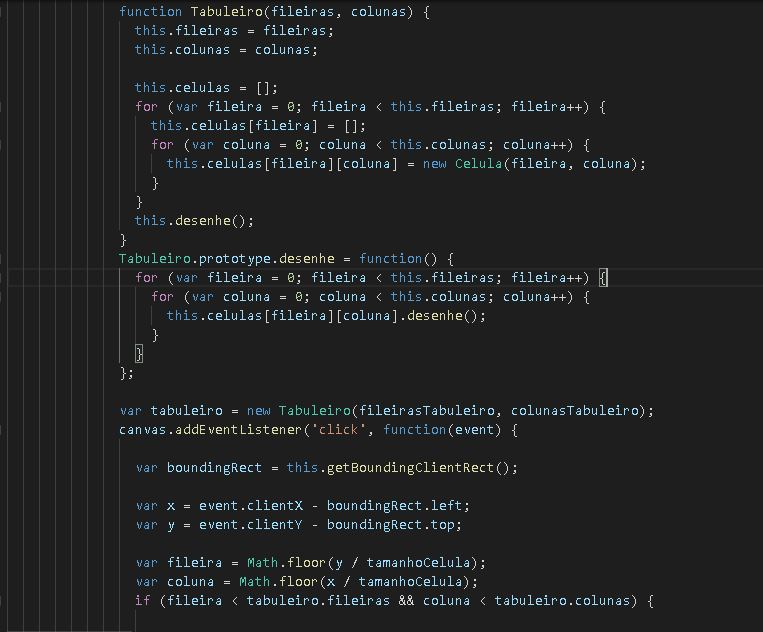 function Tabuleiro(fileiras, colunas) {
this.fileiras = fileiras;
this.colunas = colunas;
this.celulas = [];
for (var fileira = 0; fileira < this.fileiras; fileira++) {
this.celulas[fileira] = [];
for (var coluna = 0; coluna < this.colunas; coluna++) {
this.celulas[fileira][coluna] = new Celula(fileira, coluna);
}
}
this.desenhe();
}
Tabuleiro.prototype.desenhe = function() {
for (var fileira = 0; fileira < this.fileiras; fileira++) {
for (var coluna = 0; coluna < this.colunas; coluna++) {
this.celulas[fileira][coluna].desenhe();
}
}
};
var tabuleiro = new Tabuleiro(fileirasTabuleiro, colunasTabuleiro);
canvas.addEventListener('click', function(event) {
var boundingRect = this.getBoundingClientRect();
var x = event.clientX - boundingRect.left;
var y = event.clientY - boundingRect.top;
var fileira = Math.floor(y / tamanhoCelula);
var coluna = Math.floor(x / tamanhoCelula);
if (fileira < tabuleiro.fileiras && coluna < tabuleiro.colunas) {